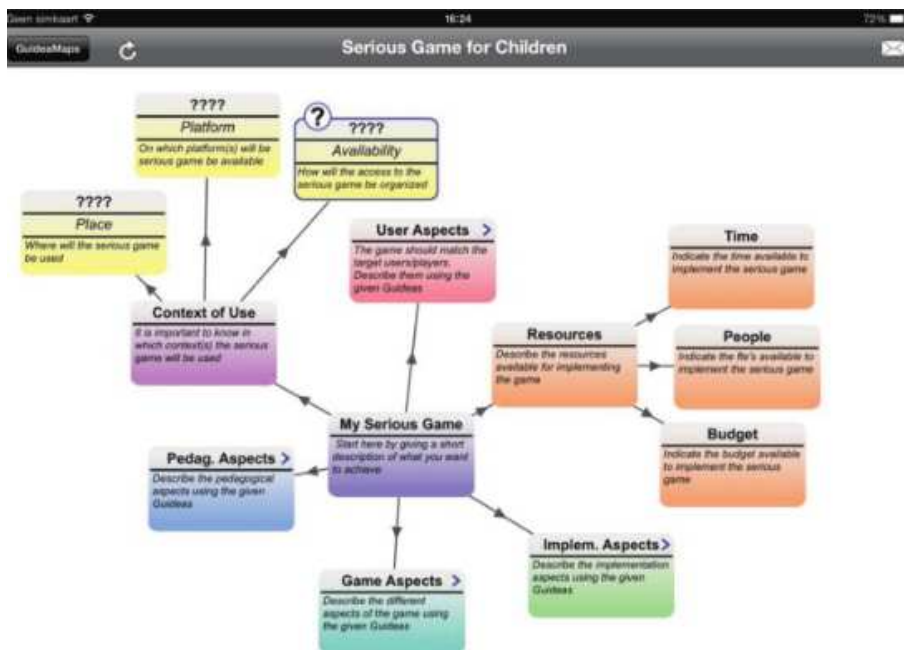 Geen simkaart
16:24
72%
GuideaMaps
Serious Game for Children
????
Platform
On which platform(s) will be
serious game be available
?
????
Availability
How will the access to the
serious game be organized
????
Place
Where will the serious game
be used
User Aspects >
The game should match the
target users/players.
Describe them using the
given Guideas
Time
Indicate the time available to
implement the serious game
Context of Use
It is important to know in
which context(s) the serious
game will be used
Resources
Describe the resources
available for implementing
the game
People
Indicate the fte's available to
implement the serious game
My Serious Game
Start here by giving a short
description of what you want
to achieve
Budget
Indicate the budget available
to implement the serious
game
Pedag. Aspects >
Describe the pedagogical
aspects using the given
Guideas
Implem. Aspects>
Describe the implementation
aspects using the given
Guideas
Game Aspects >
Describe the different
aspects of the game using
the given Guideas